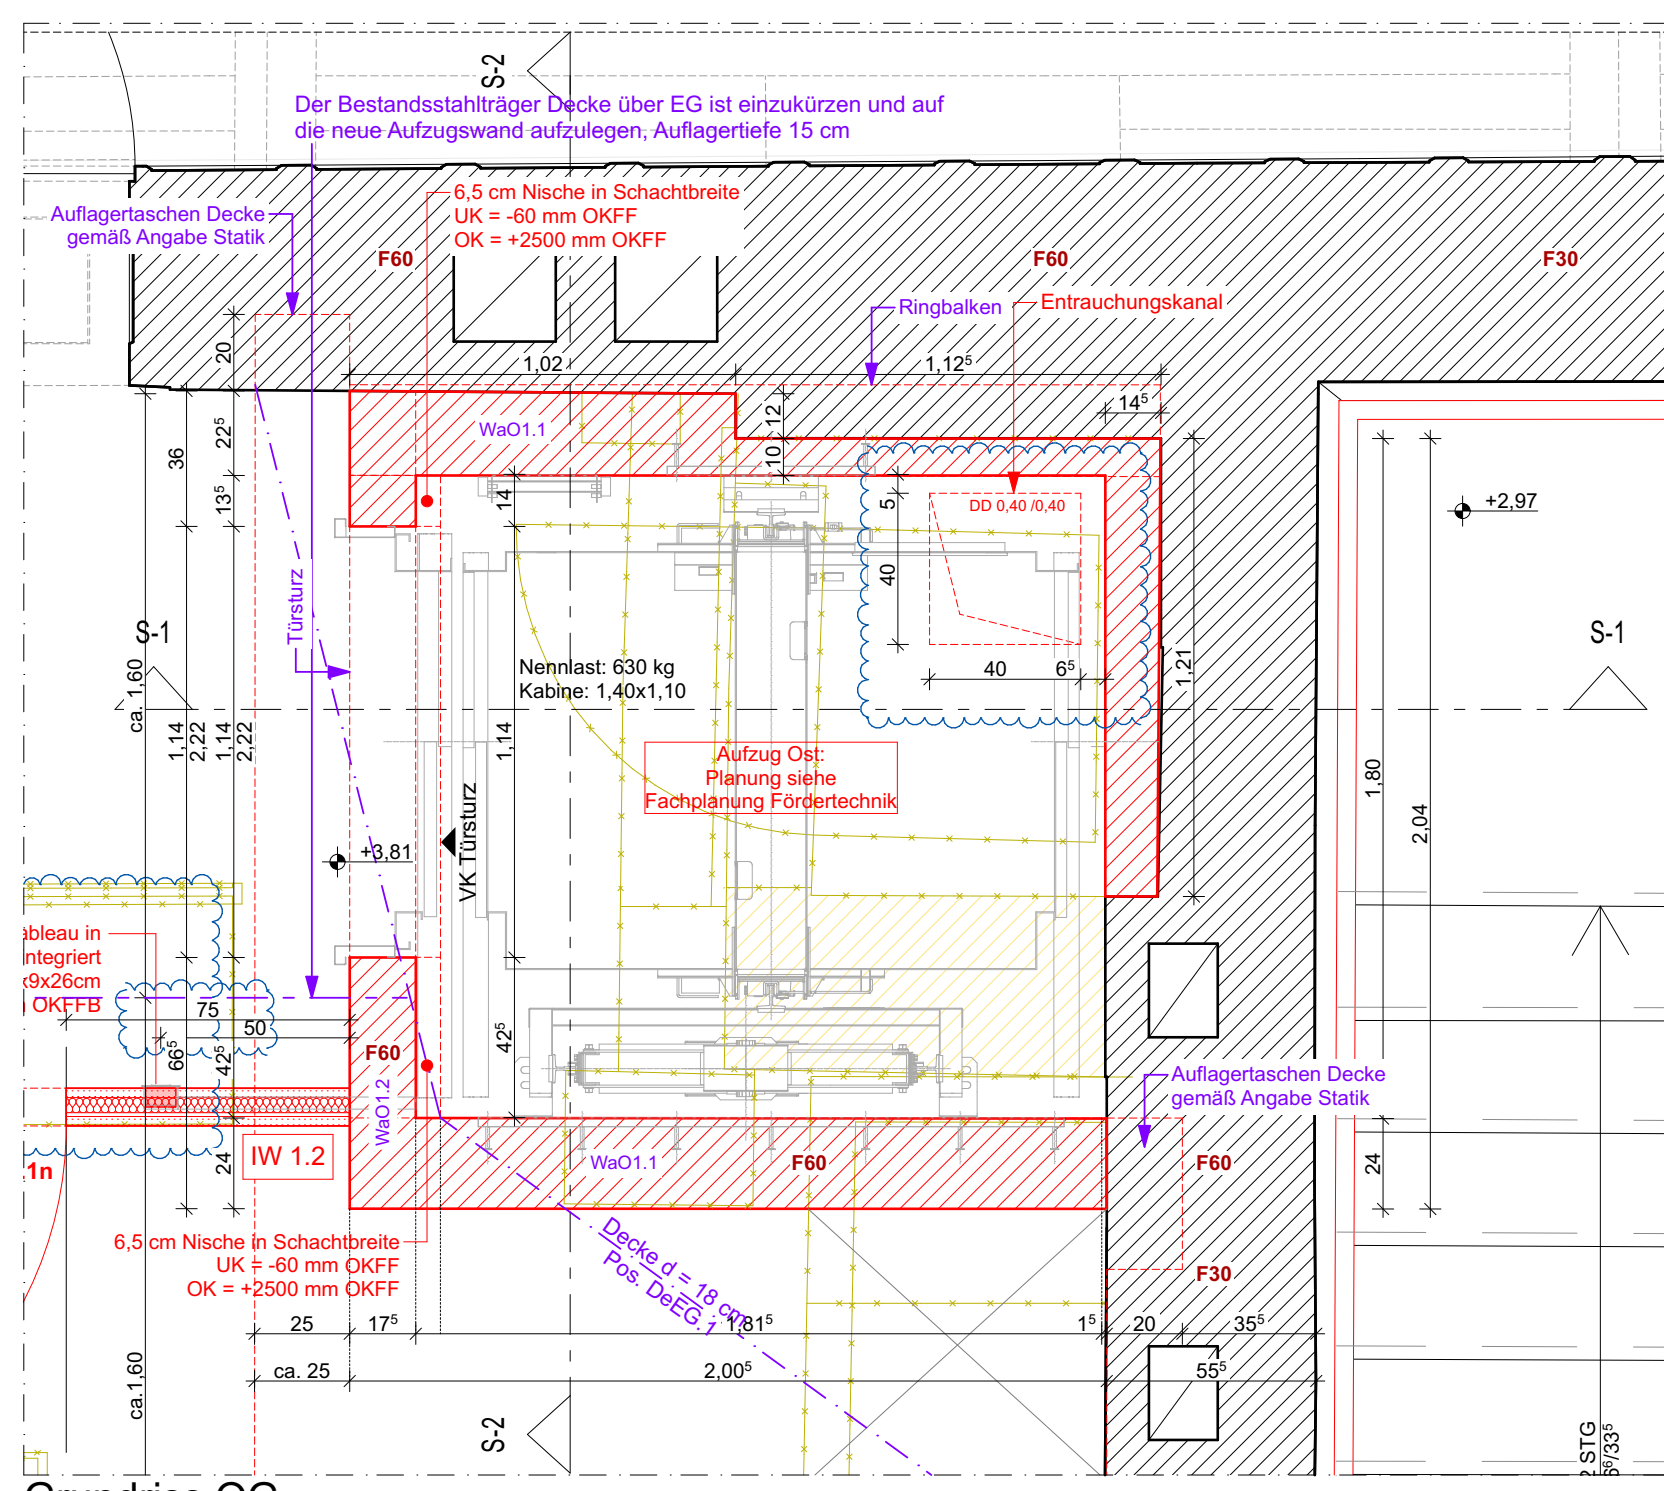 S-2
Der Bestandsstahlträger Decke über EG ist einzukürzen und auf
die neue Aufzugswand aufzulegen, Auflagertiefe 15 cm
6,5 cm Nische in Schachtbreite
UK = -60 mm OKFF
OK = +2500 mm OKFF
Auflagertaschen Decke
gemäß Angabe Statik
F60
F60
F30
Ringbalken
Entrauchungskanal
20
1,02
1,12⁵
14⁵
WaO1.1
12
10
36
22⁵
13⁵
14
5
DD 0,40 /0,40
+2,97
40
Türsturz
S-1
S-1
Nennlast: 630 kg
Kabine: 1,40x1,10
40
6⁵
1,21
ca. 1,60
1,14
2,22
1,14
2,22
1,14
Aufzug Ost:
Planung siehe
Fachplanung Fördertechnik
1,80
2,04
VK Türsturz
+3,81
ableau in
ntegriert
x9x26cm
OKFFB
75
50
66⁵
42⁵
42⁵
F60
WaO1.2
Auflagertaschen Decke
gemäß Angabe Statik
IW 1.2
1n
24
WaO1.1
F60
F60
24
6,5 cm Nische in Schachtbreite
UK = -60 mm OKFF
OK = +2500 mm OKFF
Decke d = 18 cm
Pos. DeEG.1
F30
25
17⁵
1,81⁵
1⁵
20
35⁵
ca. 25
2,00⁵
55⁵
ca.1,60
S-2
2 STG
6⁶/33⁵
Grundriss OG